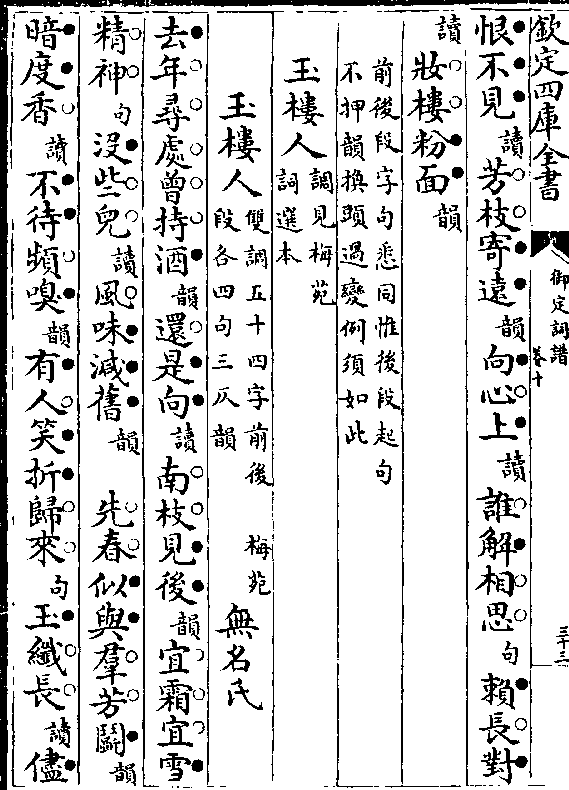 欽定四庫全書
御定詞譜
卷十
三十三
恨不見讀芳枝寄遠韻向心上讀誰解相思句賴長對
讀妝樓粉面韻
前後段字句悉同惟後段起句
不押韻換頭過變例須如此
玉樓人調見梅苑
詞選本
玉樓人雙調五十四字前後
段各四句三仄韻
梅苑無名氏
去年尋處曾持酒韻還是向讀南枝見後韻宜霜宜雪
精神句沒些兒讀風味減舊韻 先春似與羣芳鬬韻
暗度香讀不待頻嗅韻有人笑折歸來句玉纖長讀儘